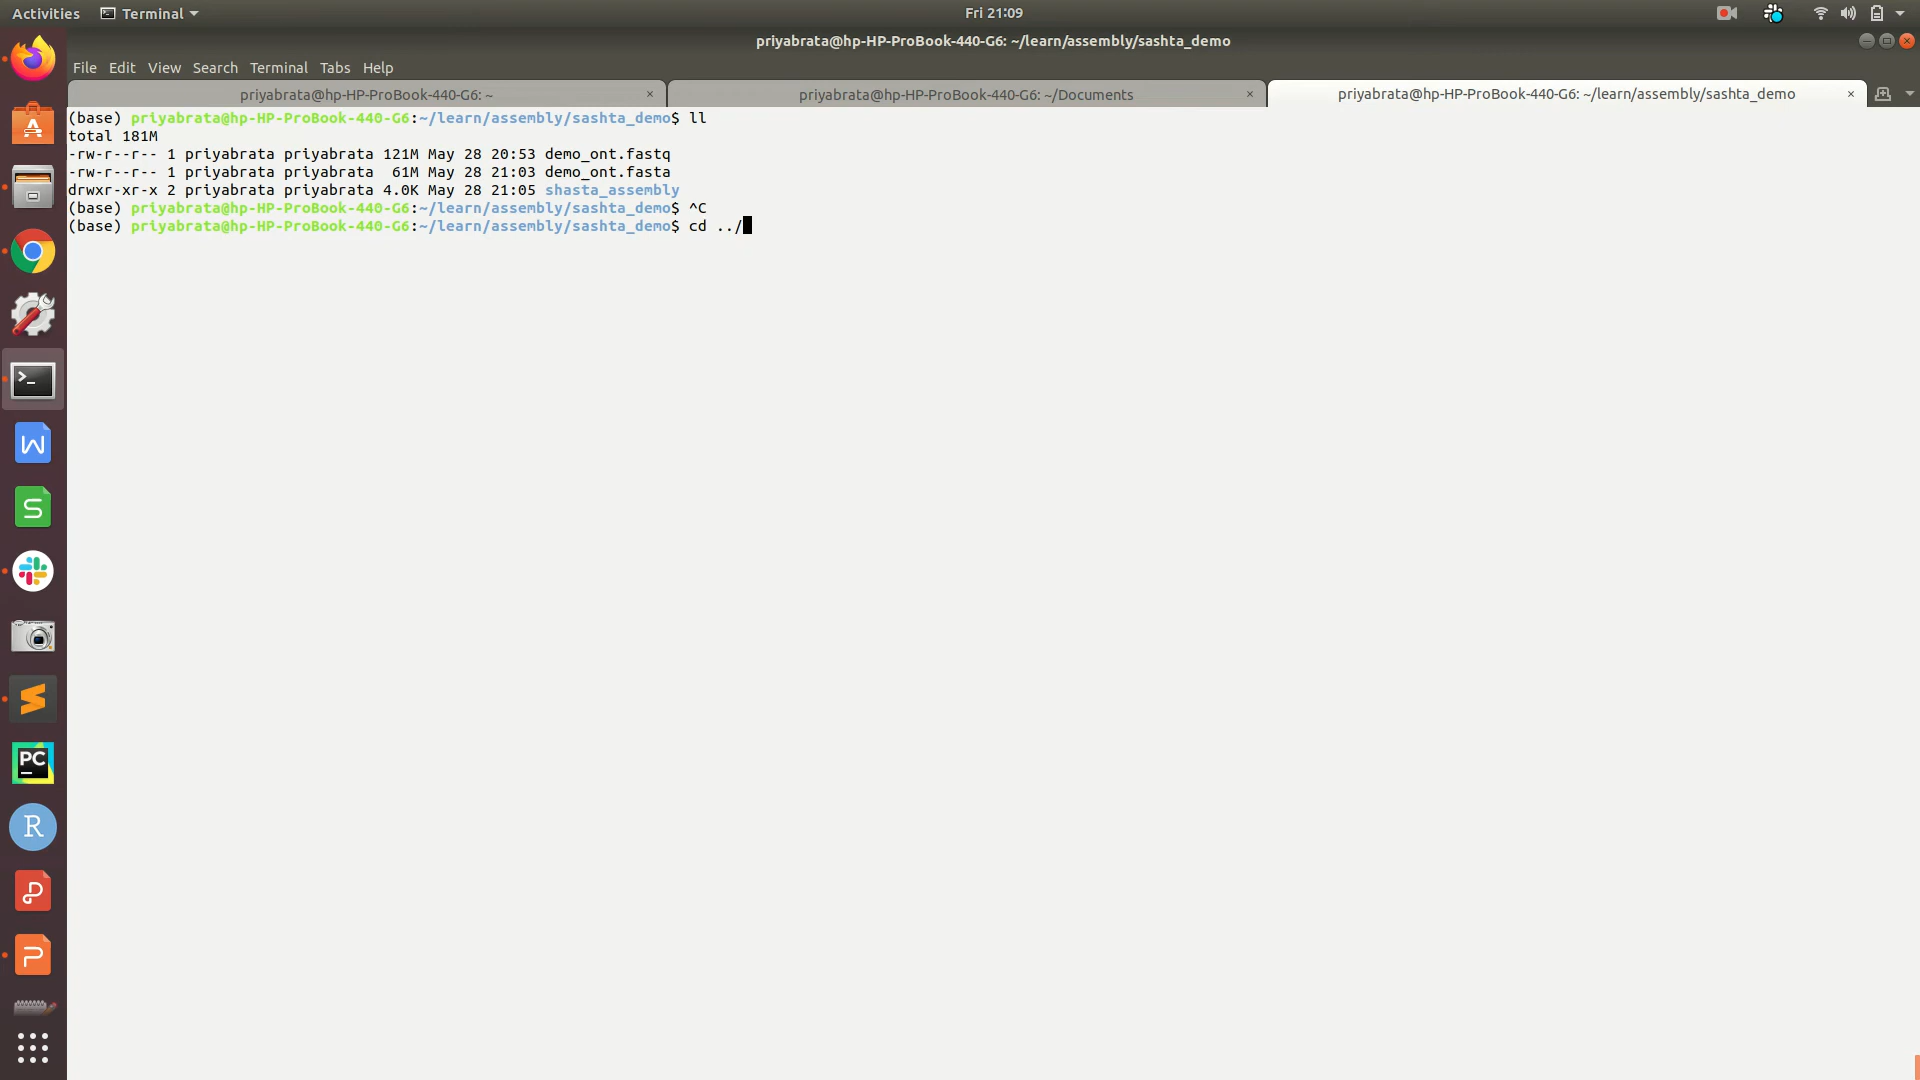 Activities Terminal Fri 21:09
priyabrata@hp-HP-ProBook-440-G6: ~/learn/assembly/sashta_demo
File Edit View Search Terminal Tabs Help
priyabrata@hp-HP-ProBook-440-G6: ~ × priyabrata@hp-HP-ProBook-440-G6: ~/Documents × priyabrata@hp-HP-ProBook-440-G6: ~/learn/assembly/sashta_demo ×
(base) priyabrata@hp-HP-ProBook-440-G6:~/learn/assembly/sashta_demo$ ll
total 181M
-rw-r--r-- 1 priyabrata priyabrata 121M May 28 20:53 demo_ont.fastq
-rw-r--r-- 1 priyabrata priyabrata  61M May 28 21:03 demo_ont.fasta
drwxr-xr-x 2 priyabrata priyabrata 4.0K May 28 21:05 shasta_assembly
(base) priyabrata@hp-HP-ProBook-440-G6:~/learn/assembly/sashta_demo$ ^C
(base) priyabrata@hp-HP-ProBook-440-G6:~/learn/assembly/sashta_demo$ cd ../
A
>_
W
S
PC
R
P
P